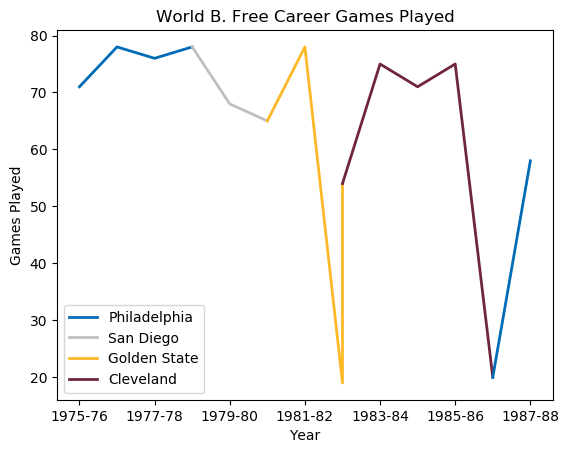 World B. Free Career Games Played
Games Played
80
70
60
50
40
30
20
Philadelphia
San Diego
Golden State
Cleveland
1975-76 1977-78 1979-80 1981-82 1983-84 1985-86 1987-88
Year